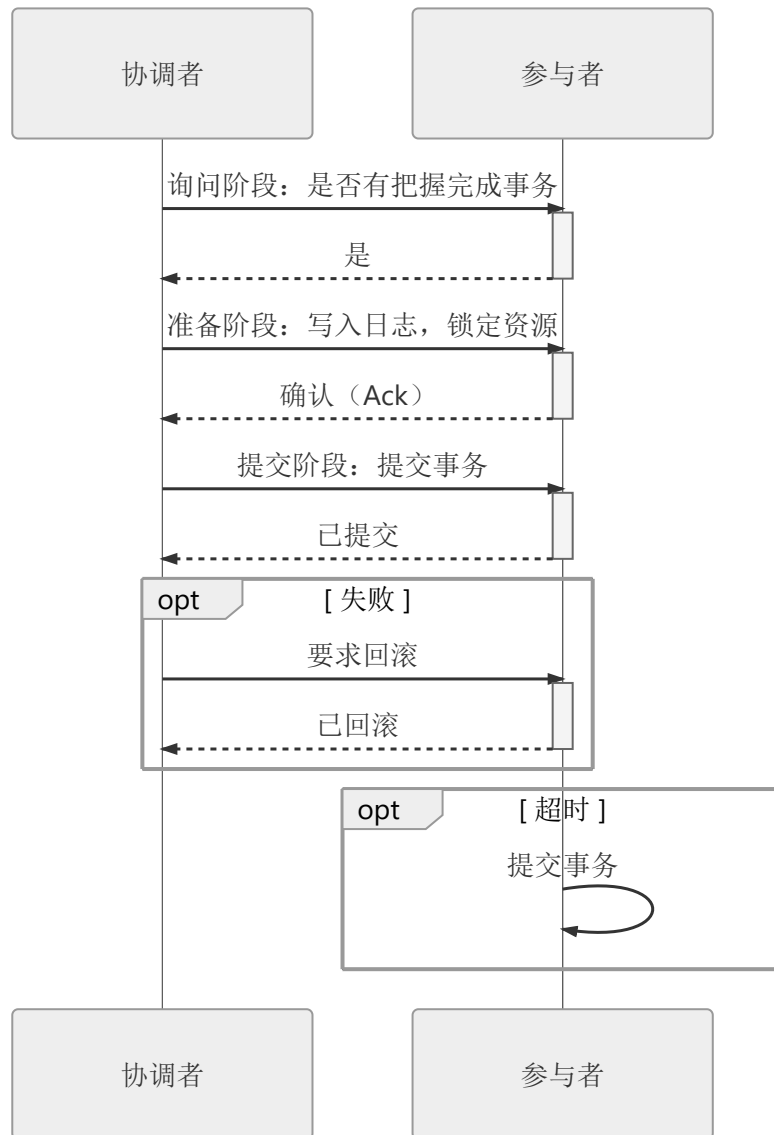 协调者
参与者
询问阶段：是否有把握完成事务
是
准备阶段：写入日志，锁定资源
确认（Ack）
提交阶段：提交事务
已提交
opt
[ 失败 ]
要求回滚
已回滚
opt
[ 超时 ]
提交事务
协调者
参与者